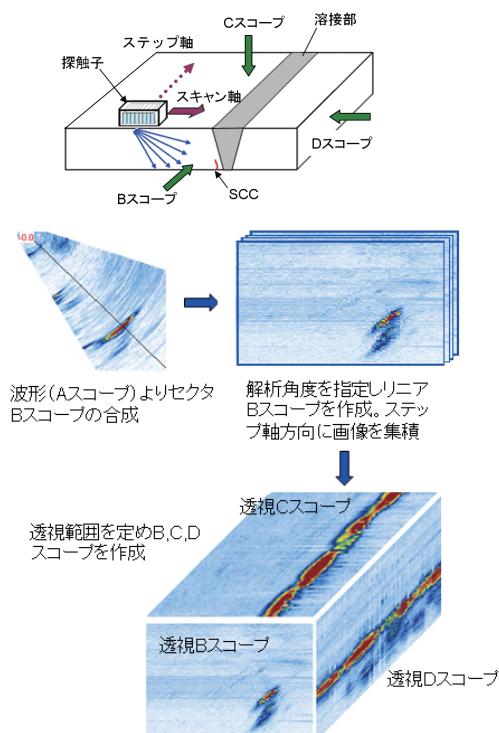 Cスコープ
溶接部
ステップ軸
探触子
スキャン軸
Dスコープ
Bスコープ
SCC
-0.0
波形(Aスコープ)よりセクタ
Bスコープの合成
解析角度を指定しリニア
Bスコープを作成。ステッ
プ軸方向に画像を集積
透視範囲を定めB,C,D
スコープを作成
透視Cスコープ
透視Bスコープ
透視Dスコープ